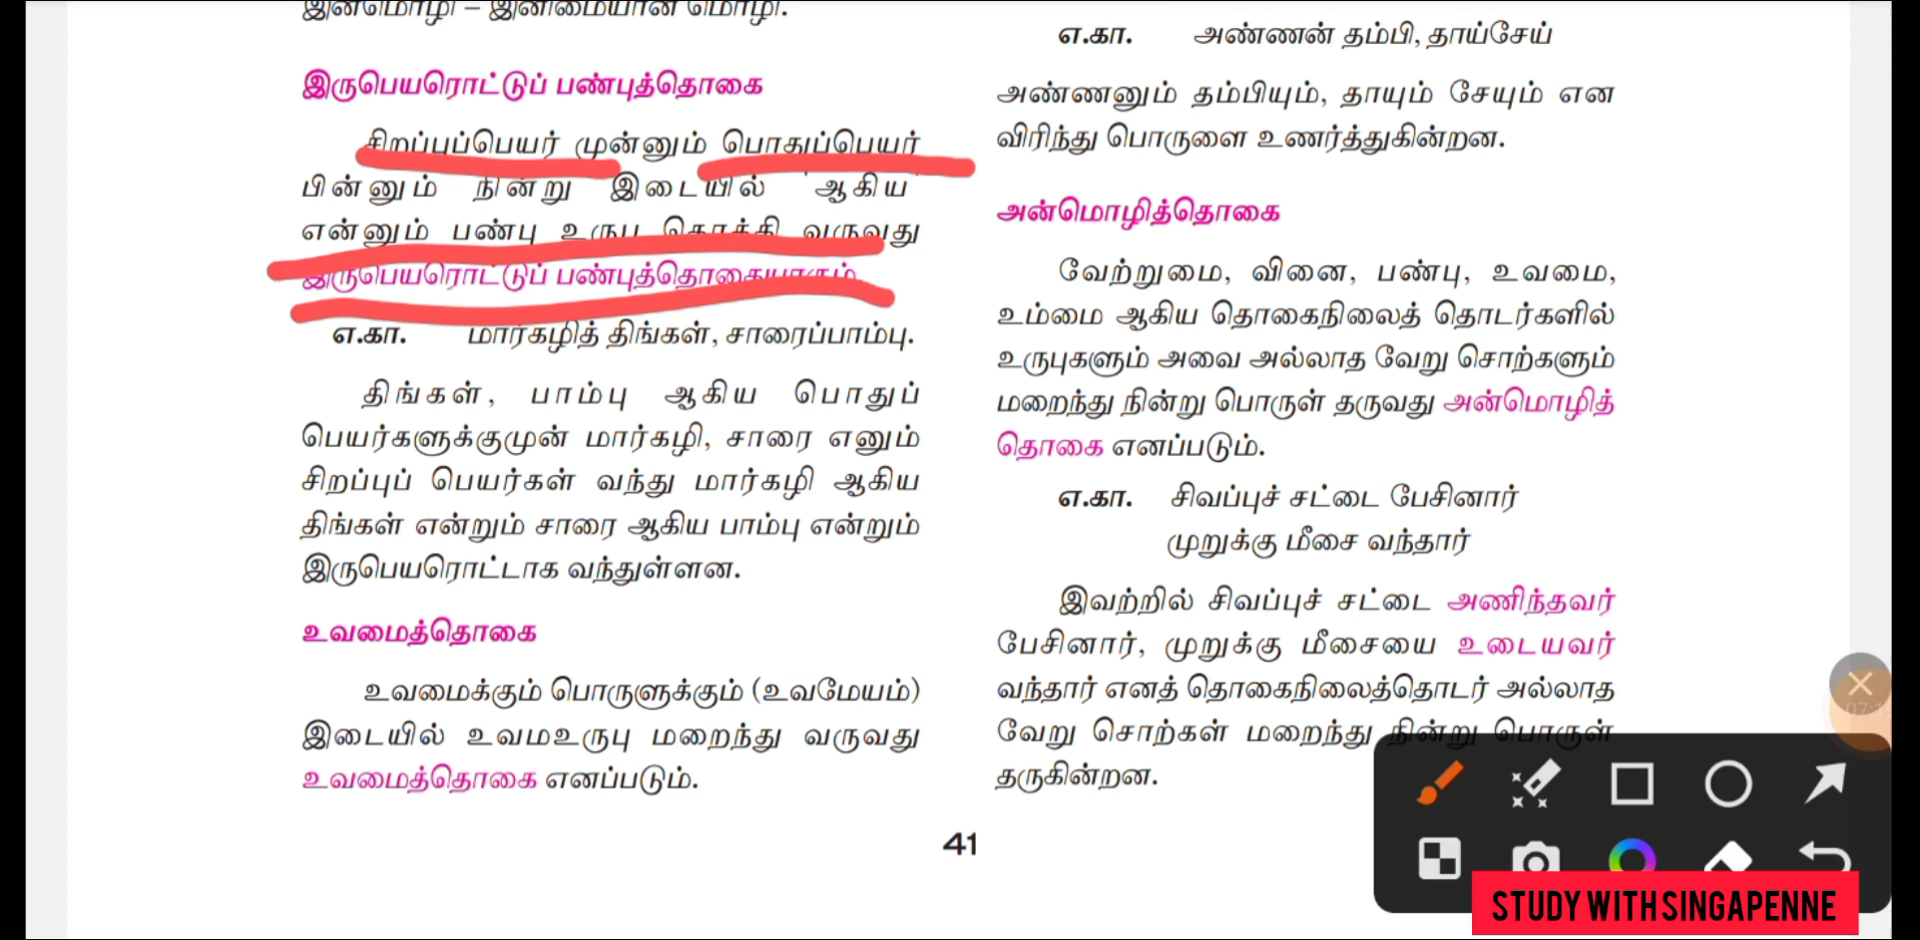 இன்மொழி – இனிமையான மொழி.
இருபெயரொட்டுப் பண்புத்தொகை
சிறப்புப்பெயர் முன்னும் பொதுப்பெயர்
பின்னும் நின்று இடையில் 'ஆகிய'
என்னும் பண்பு உருபு தொக்கி வருவது
இருபெயரொட்டுப் பண்புத்தொகையாகும்.
எ.கா. மார்கழித் திங்கள், சாரைப்பாம்பு.
திங்கள், பாம்பு ஆகிய பொதுப்
பெயர்களுக்குமுன் மார்கழி, சாரை எனும்
சிறப்புப் பெயர்கள் வந்து மார்கழி ஆகிய
திங்கள் என்றும் சாரை ஆகிய பாம்பு என்றும்
இருபெயரொட்டாக வந்துள்ளன.
உவமைத்தொகை
உவமைக்கும் பொருளுக்கும் (உவமேயம்)
இடையில் உவமஉருபு மறைந்து வருவது
உவமைத்தொகை எனப்படும்.
எ.கா. அண்ணன் தம்பி, தாய்சேய்
அண்ணனும் தம்பியும், தாயும் சேயும் என
விரிந்து பொருளை உணர்த்துகின்றன.
அன்மொழித்தொகை
வேற்றுமை, வினை, பண்பு, உவமை,
உம்மை ஆகிய தொகைநிலைத் தொடர்களில்
உருபுகளும் அவை அல்லாத வேறு சொற்களும்
மறைந்து நின்று பொருள் தருவது அன்மொழித்
தொகை எனப்படும்.
எ.கா. சிவப்புச் சட்டை பேசினார்
முறுக்கு மீசை வந்தார்
இவற்றில் சிவப்புச் சட்டை அணிந்தவர்
பேசினார், முறுக்கு மீசையை உடையவர்
வந்தார் எனத் தொகைநிலைத்தொடர் அல்லாத
வேறு சொற்கள் மறைந்து நின்று பொருள்
தருகின்றன.
41
STUDY WITH SINGAPENNE